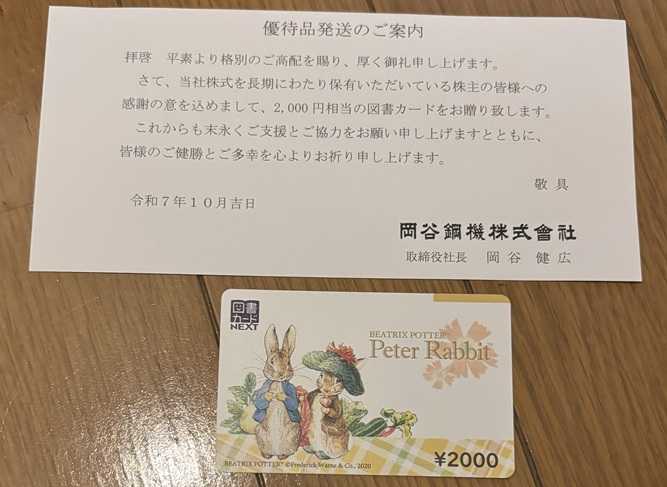 優待品発送のご案内
拝啓　平素より格別のご高配を賜り、厚く御礼申し上げます。
さて、当社株式を長期にわたり保有いただいている株主の皆様への
感謝の意を込めまして、2,000円相当の図書カードをお贈り致します。
これからも末永くご支援とご協力をお願い申し上げますとともに、
皆様のご健勝とご多幸を心よりお祈り申し上げます。
敬具
令和7年10月吉日
岡谷鋼機株式會社
取締役社長　岡谷健広
図書
カード
NEXT
BEATRIX POTTER™
Peter Rabbit™
BEATRIX POTTER™ ©Frederick Warne & Co., 2020
¥2000